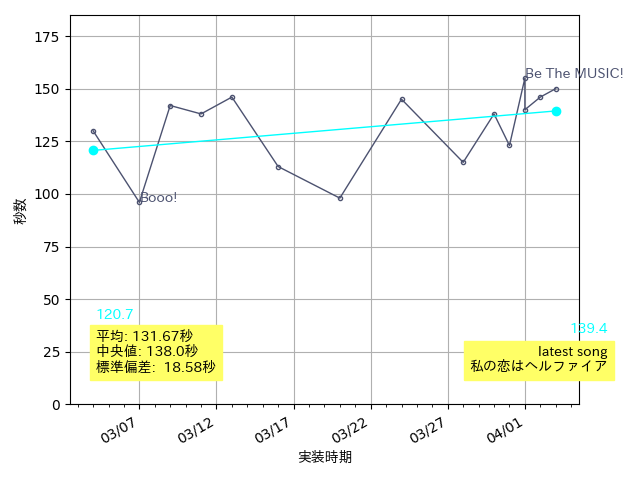 175
150
125
100
75
50
25
0
秒数
Be The MUSIC!
Booo!
120.7
139.4
平均: 131.67秒
中央値: 138.0秒
標準偏差: 18.58秒
latest song
私の恋はヘルファイア
03/07
03/12
03/17
03/22
03/27
04/01
実装時期